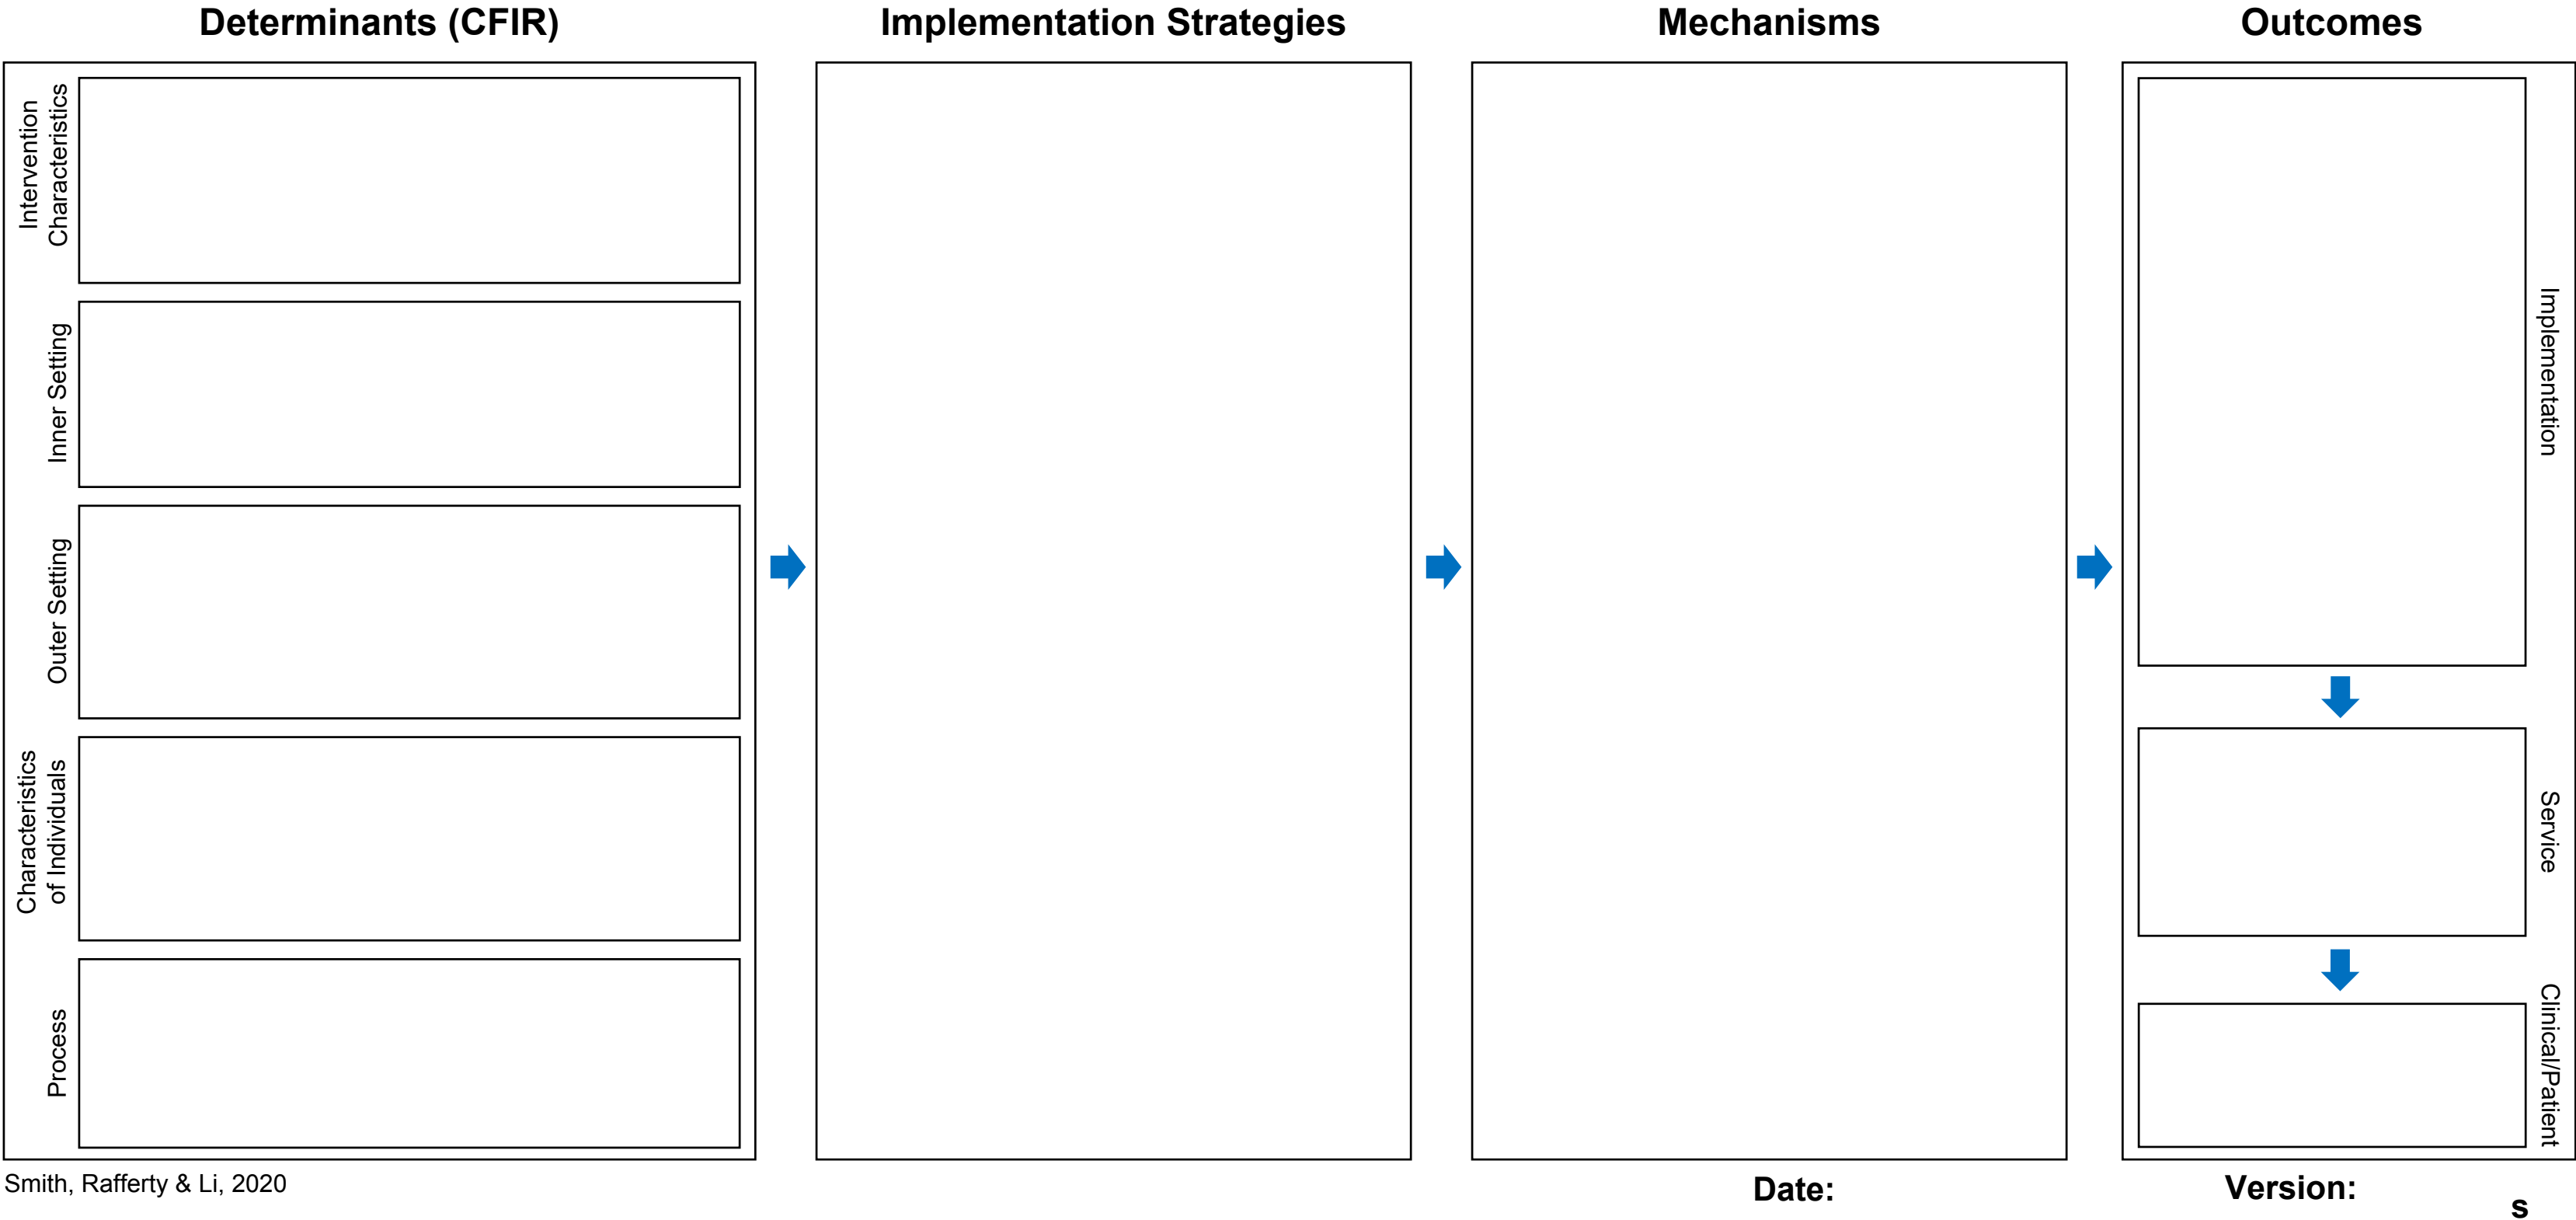 Determinants (CFIR)
Implementation Strategies
Mechanisms
Outcomes
Intervention
Characteristics
Inner Setting
Outer Setting
Characteristics
of Individuals
Process
Implementation
Service
Clinical/Patient
Smith, Rafferty & Li, 2020
Date:
Version:
s